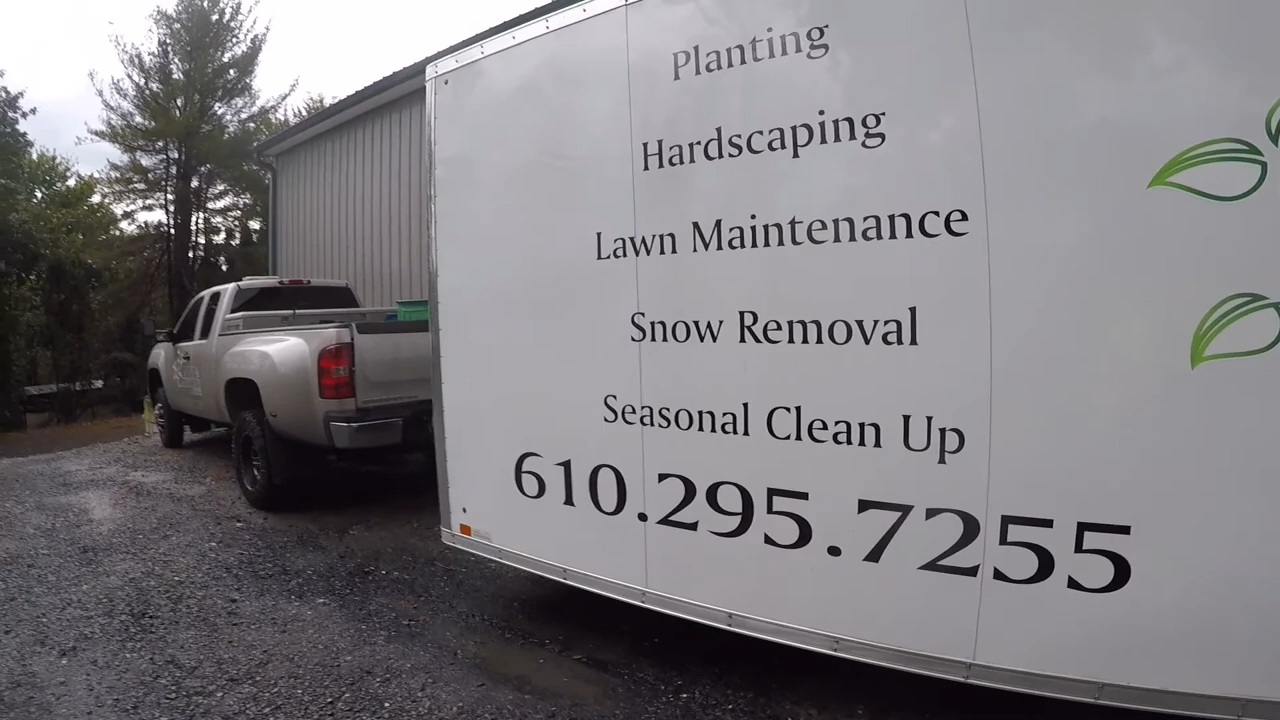 Planting
Hardscaping
Lawn Maintenance
Snow Removal
Seasonal Clean Up
610.295.7255